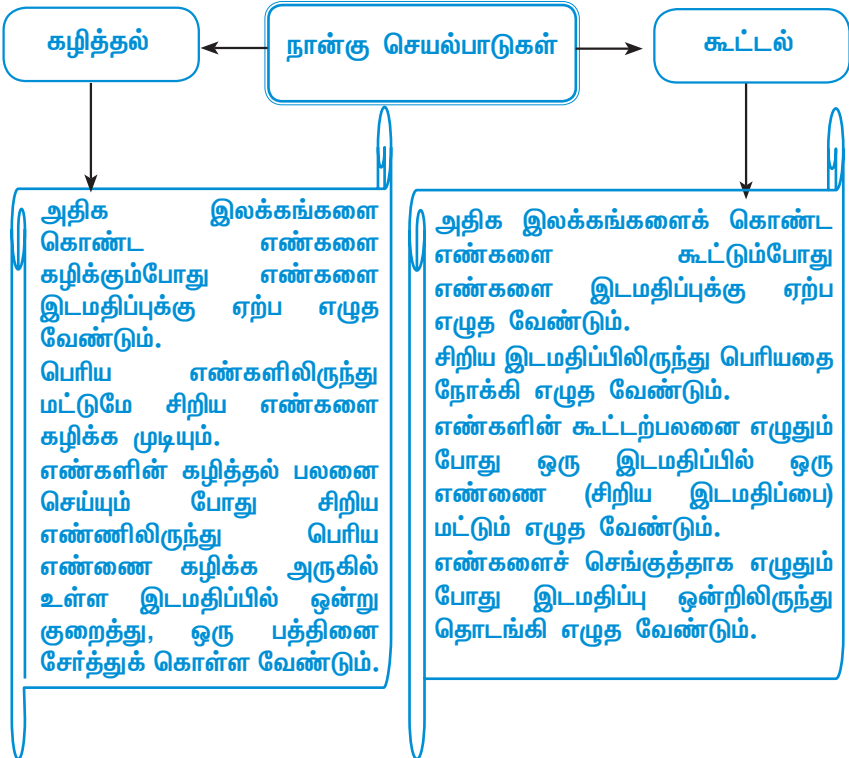 கழித்தல்
நான்கு செயல்பாடுகள்
கூட்டல்
அதிக இலக்கங்களை
கொண்ட எண்களை
கழிக்கும்போது எண்களை
இடமதிப்புக்கு ஏற்ப எழுத
வேண்டும்.
பெரிய எண்களிலிருந்து
மட்டுமே சிறிய எண்களை
கழிக்க முடியும்.
எண்களின் கழித்தல் பலனை
செய்யும் போது சிறிய
எண்ணிலிருந்து பெரிய
எண்ணை கழிக்க அருகில்
உள்ள இடமதிப்பில் ஒன்று
குறைத்து, ஒரு பத்தினை
சேர்த்துக் கொள்ள வேண்டும்.
அதிக இலக்கங்களைக் கொண்ட
எண்களை கூட்டும்போது
எண்களை இடமதிப்புக்கு ஏற்ப
எழுத வேண்டும்.
சிறிய இடமதிப்பிலிருந்து பெரியதை
நோக்கி எழுத வேண்டும்.
எண்களின் கூட்டற்பலனை எழுதும்
போது ஒரு இடமதிப்பில் ஒரு
எண்ணை (சிறிய இடமதிப்பை)
மட்டும் எழுத வேண்டும்.
எண்களைச் செங்குத்தாக எழுதும்
போது இடமதிப்பு ஒன்றிலிருந்து
தொடங்கி எழுத வேண்டும்.